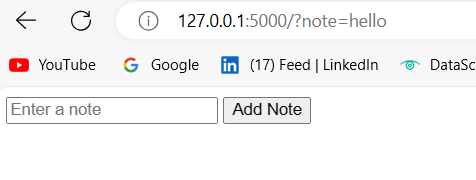 127.0.0.1:5000/?note=hello
YouTube Google (17) Feed | LinkedIn DataSc
Enter a note Add Note